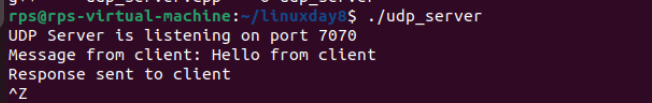 rps@rps-virtual-machine:~/linuxday8$ ./udp_server
UDP Server is listening on port 7070
Message from client: Hello from client
Response sent to client
^Z